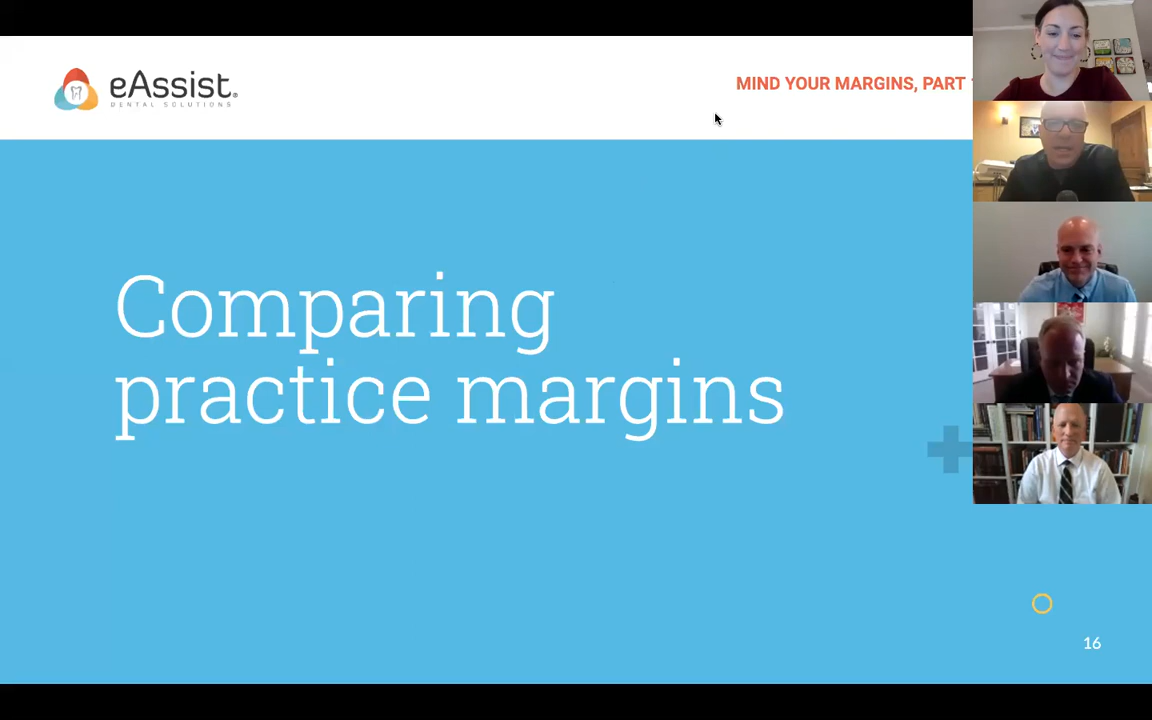 eAssist®
DENTAL SOLUTIONS
MIND YOUR MARGINS, PART
Comparing
practice margins
16